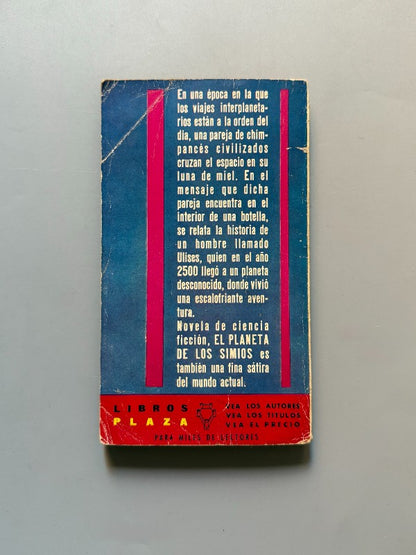 En una época en la que
los viajes interplaneta-
rios están a la orden del
día, una pareja de chim-
pancés civilizados
cruzan el espacio en su
luna de miel. En el
mensaje que dicha
pareja encuentra en el
interior de una botella,
se relata la historia de
un hombre llamado
Ulises, quien en el año
2500 llegó a un planeta
desconocido, donde vivió
una escalofriante aven-
tura.
Novela de ciencia
ficción, EL PLANETA
DE LOS SIMIOS es
también una fina sátira
del mundo actual.
LIBROS
PLAZA
VEA LOS AUTORES
VEA LOS TITULOS
VEA EL PRECIO
PARA MILES DE LECTORES